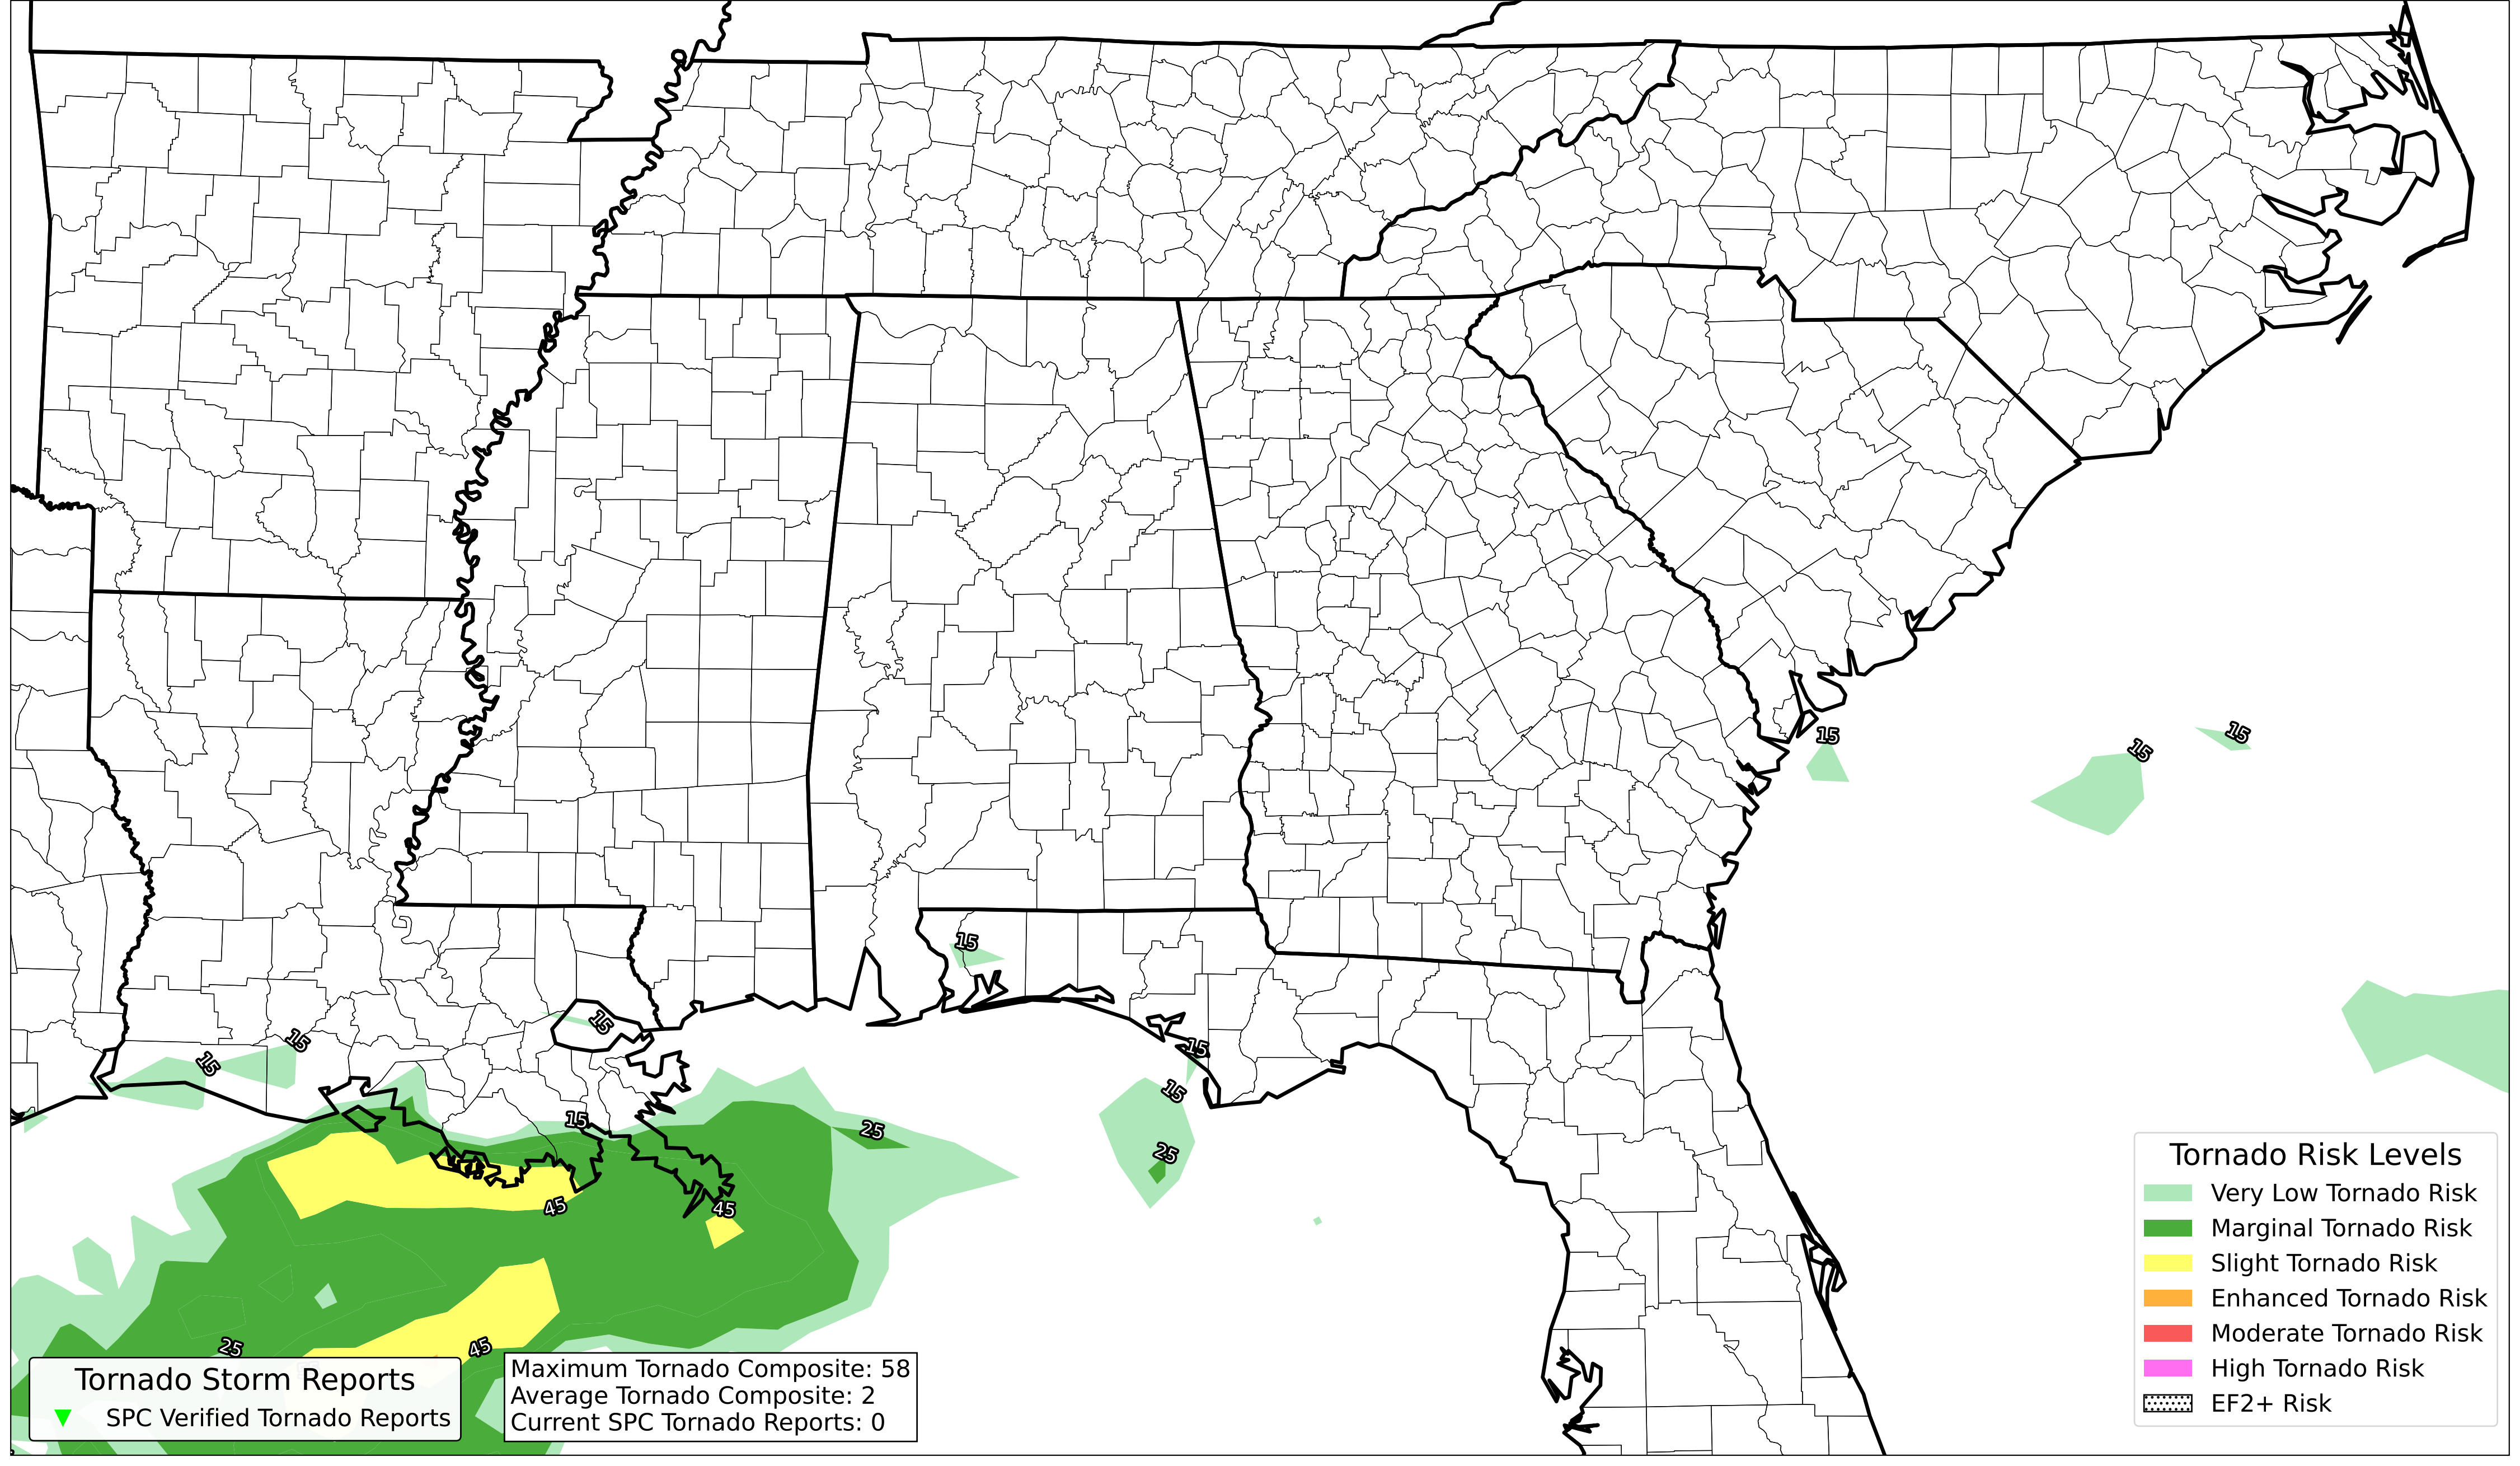 15
15
15
15
15
15
15
15
15
15
25
25
45
45
25
45
Tornado Risk Levels
Very Low Tornado Risk
Marginal Tornado Risk
Slight Tornado Risk
Enhanced Tornado Risk
Moderate Tornado Risk
High Tornado Risk
EF2+ Risk
Tornado Storm Reports
SPC Verified Tornado Reports
Maximum Tornado Composite: 58
Average Tornado Composite: 2
Current SPC Tornado Reports: 0